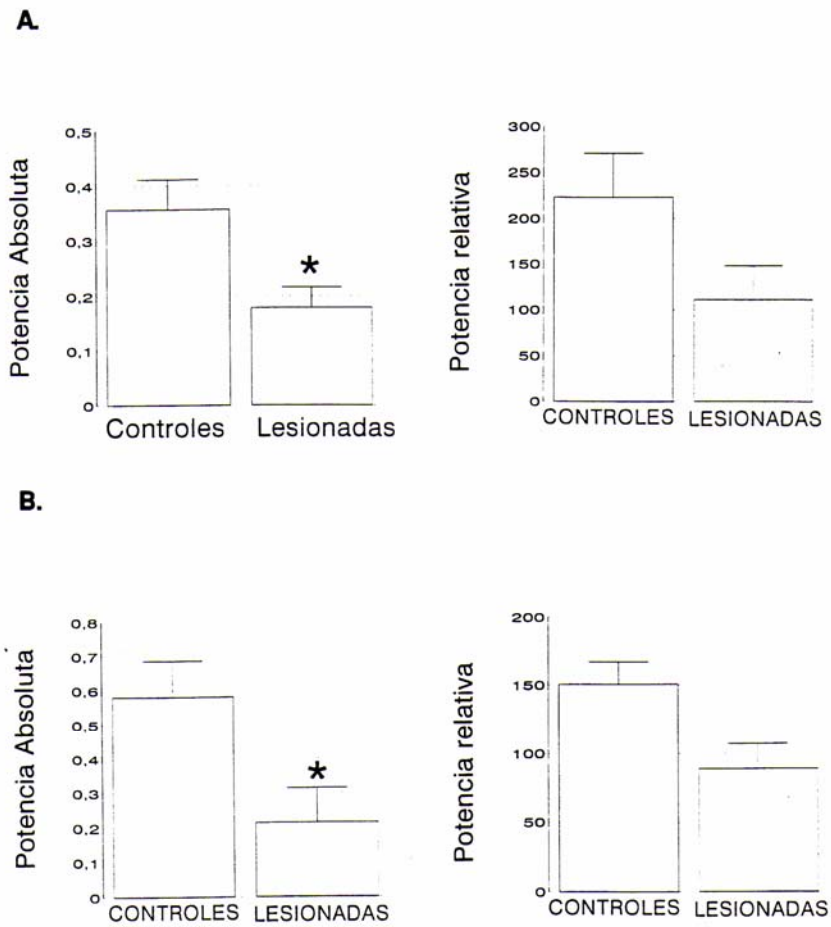 A.
Potencia Absoluta
0,5
0,4
0,3
0,2
0,1
0
*
Controles Lesionadas
Potencia relativa
300
250
200
150
100
50
0
CONTROLES LESIONADAS
B.
Potencia Absoluta
0,8
0,7
0,6
0,5
0,4
0,3
0,2
0,1
0
*
CONTROLES LESIONADAS
Potencia relativa
200
150
100
50
0
CONTROLES LESIONADAS